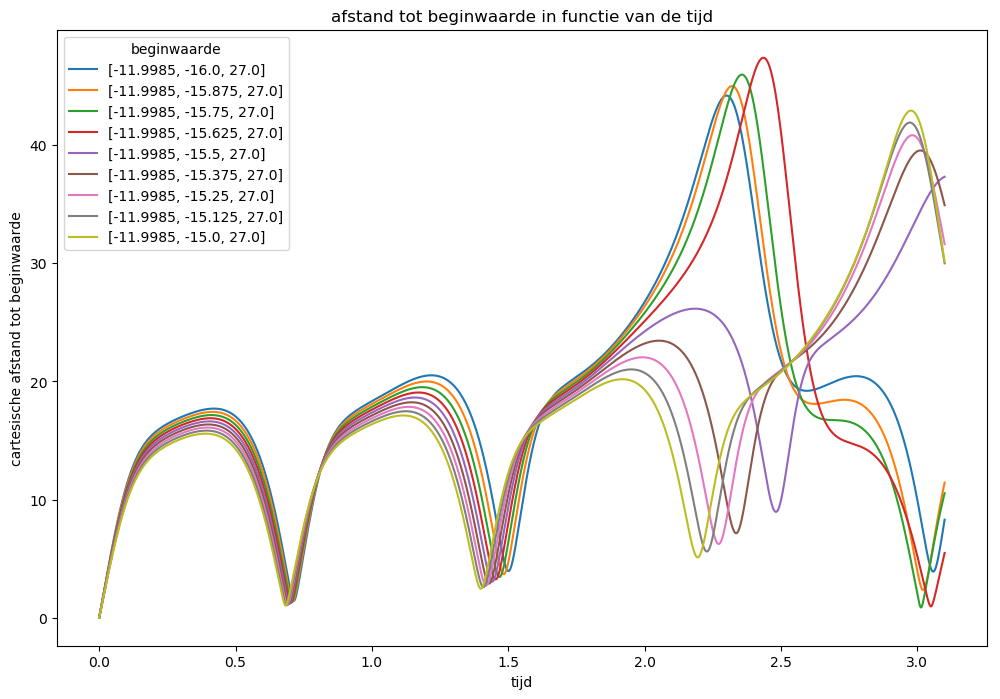 afstand tot beginwaarde in functie van de tijd
beginwaarde
[-11.9985, -16.0, 27.0]
[-11.9985, -15.875, 27.0]
[-11.9985, -15.75, 27.0]
[-11.9985, -15.625, 27.0]
[-11.9985, -15.5, 27.0]
[-11.9985, -15.375, 27.0]
[-11.9985, -15.25, 27.0]
[-11.9985, -15.125, 27.0]
[-11.9985, -15.0, 27.0]
cartesische afstand tot beginwaarde
40
30
20
10
0
0.0 0.5 1.0 1.5 2.0 2.5 3.0
tijd